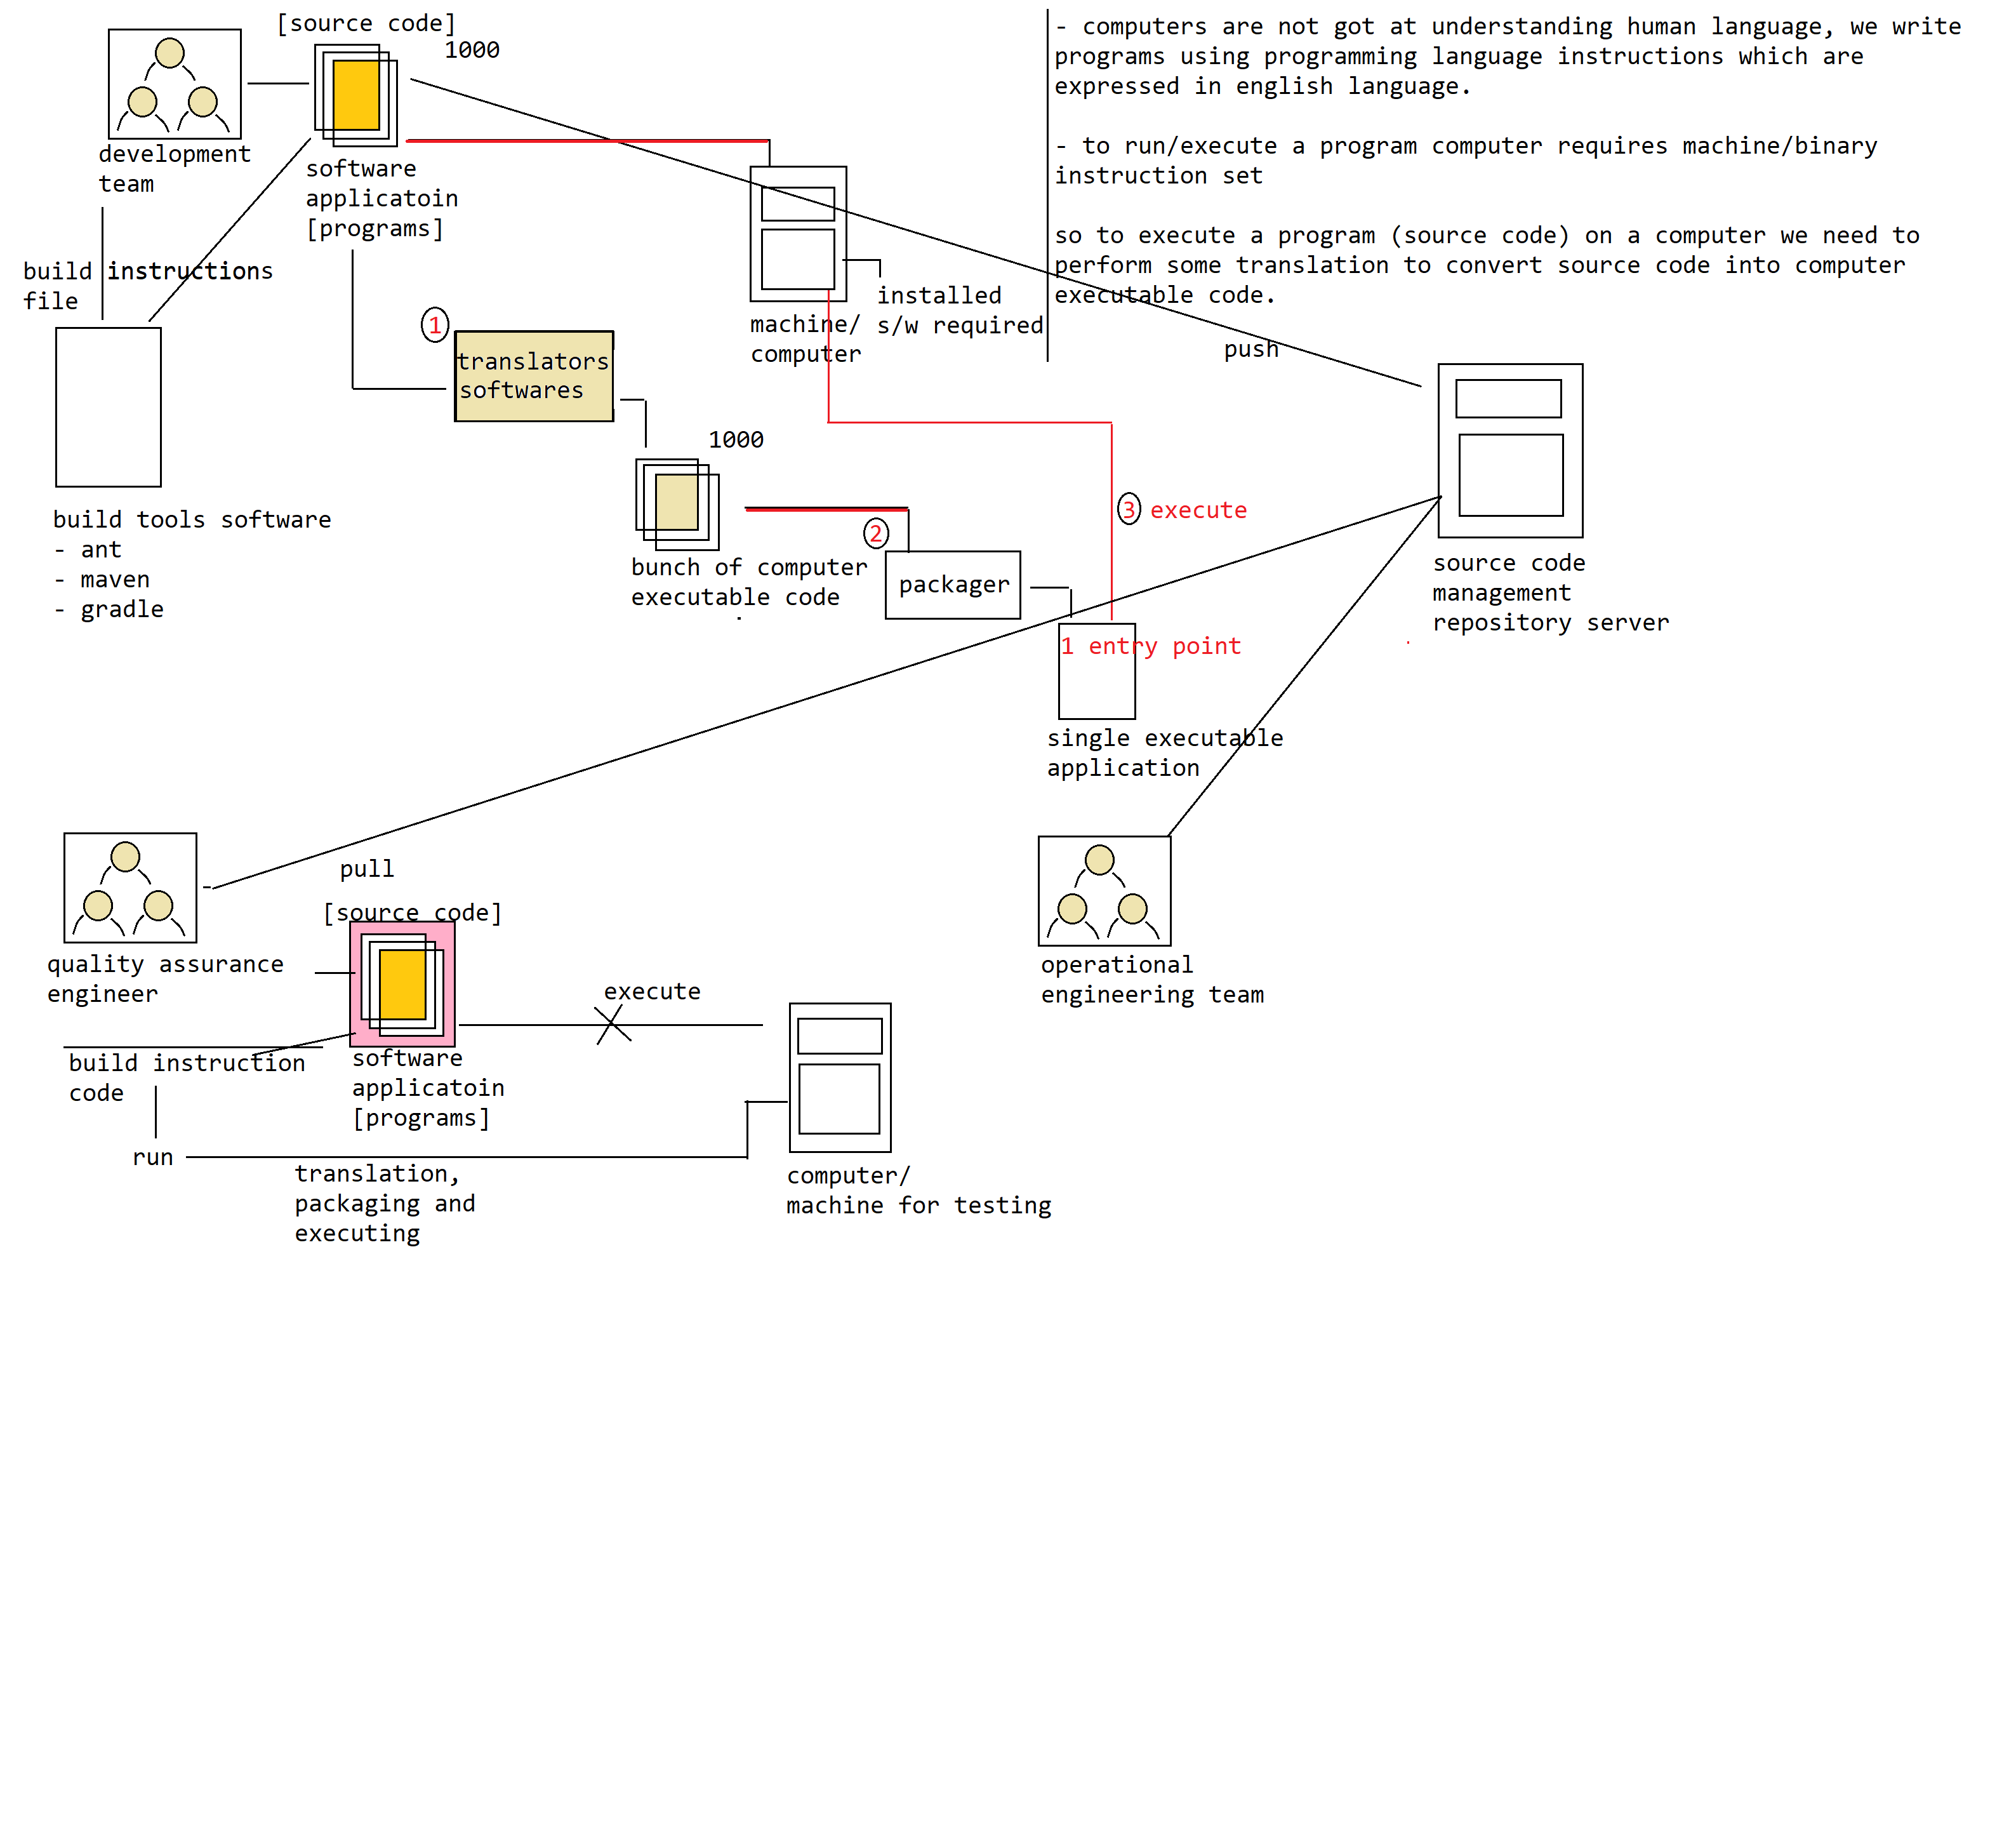 [source code]
1000
development
team
software
applicatoin
[programs]
build instructions
file
build tools software
- ant
- maven
- gradle
1
translators
softwares
1000
bunch of computer
executable code
2
packager
machine/
computer
installed
s/w required
3 execute
1 entry point
single executable
application
- computers are not got at understanding human language, we write
programs using programming language instructions which are
expressed in english language.
- to run/execute a program computer requires machine/binary
instruction set
so to execute a program (source code) on a computer we need to
perform some translation to convert source code into computer
executable code.
push
source code
management
repository server
pull
[source code]
quality assurance
engineer
build instruction
code
run
software
applicatoin
[programs]
execute
translation,
packaging and
executing
computer/
machine for testing
operational
engineering team